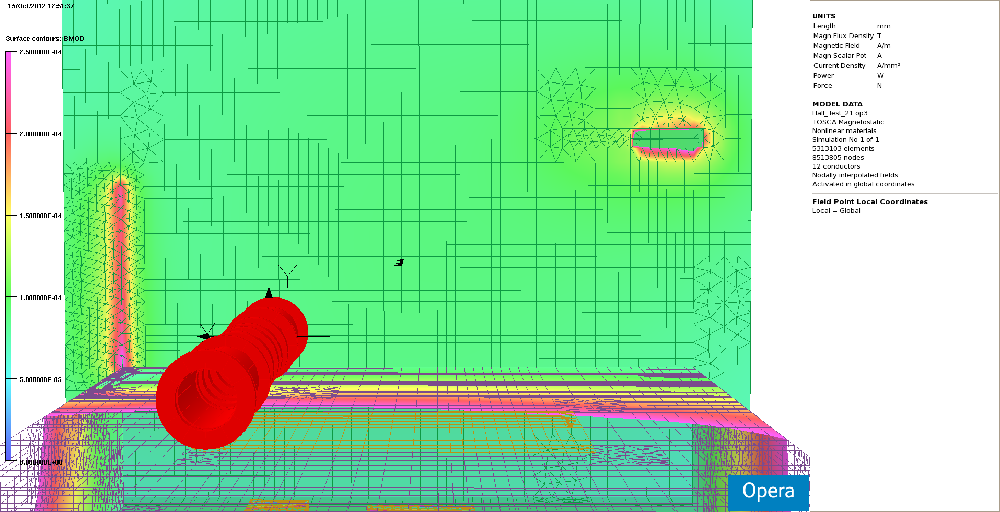 15/Oct/2012 12:51:37
Surface contours: BMOD
2.500000E-04
2.000000E-04
1.500000E-04
1.000000E-04
5.000000E-05
0.000000E+00
Y
Opera
UNITS
Length mm
Magn Flux Density T
Magnetic Field A/m
Magn Scalar Pot A
Current Density A/mm²
Power W
Force N
MODEL DATA
Hall_Test_21.op3
TOSCA Magnetostatic
Nonlinear materials
Simulation No 1 of 1
5313103 elements
8513805 nodes
12 conductors
Nodally interpolated fields
Activated in global coordinates
Field Point Local Coordinates
Local = Global